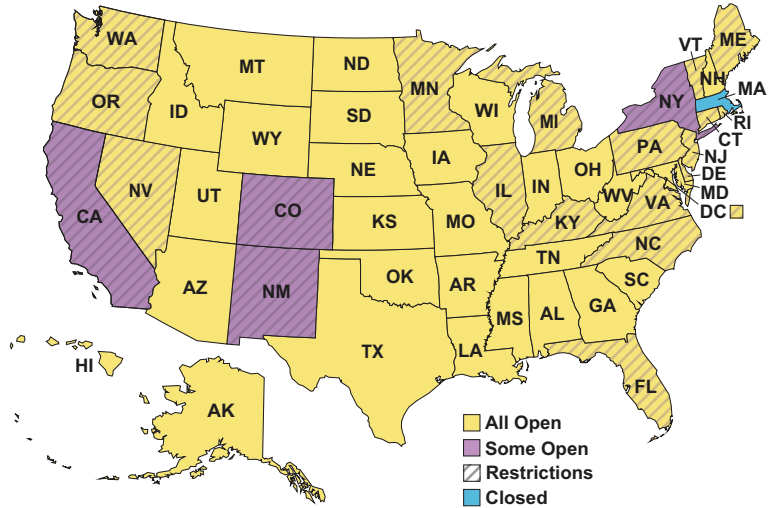 WA
MT
ND
MN
VT
ME
NH
MA
OR
ID
SD
WI
MI
NY
RI
CT
WY
IA
PA
NJ
NE
OH
DE
NV
UT
IL
IN
WV
MD
CA
CO
KS
MO
KY
VA
DC
AZ
NM
OK
AR
TN
NC
SC
TX
LA
MS
AL
GA
HI
AK
FL
All Open
Some Open
Restrictions
Closed